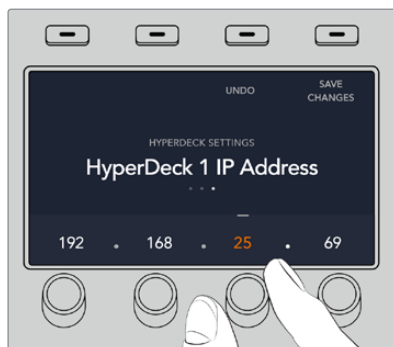 UNDO
SAVE
CHANGES
HYPERDECK SETTINGS
HyperDeck 1 IP Address
192 . 168 . 25 . 69